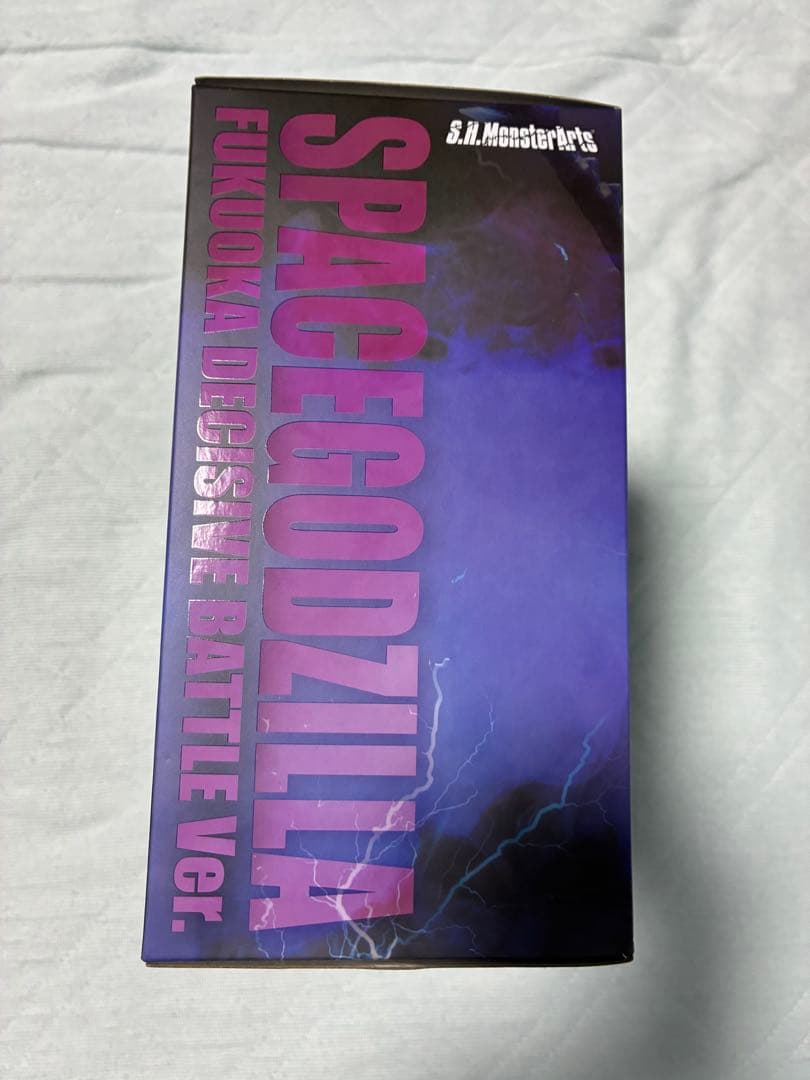 S.H.MonsterArts
SPACEGODZILLA
FUKUOKA DECISIVE BATTLE Ver.